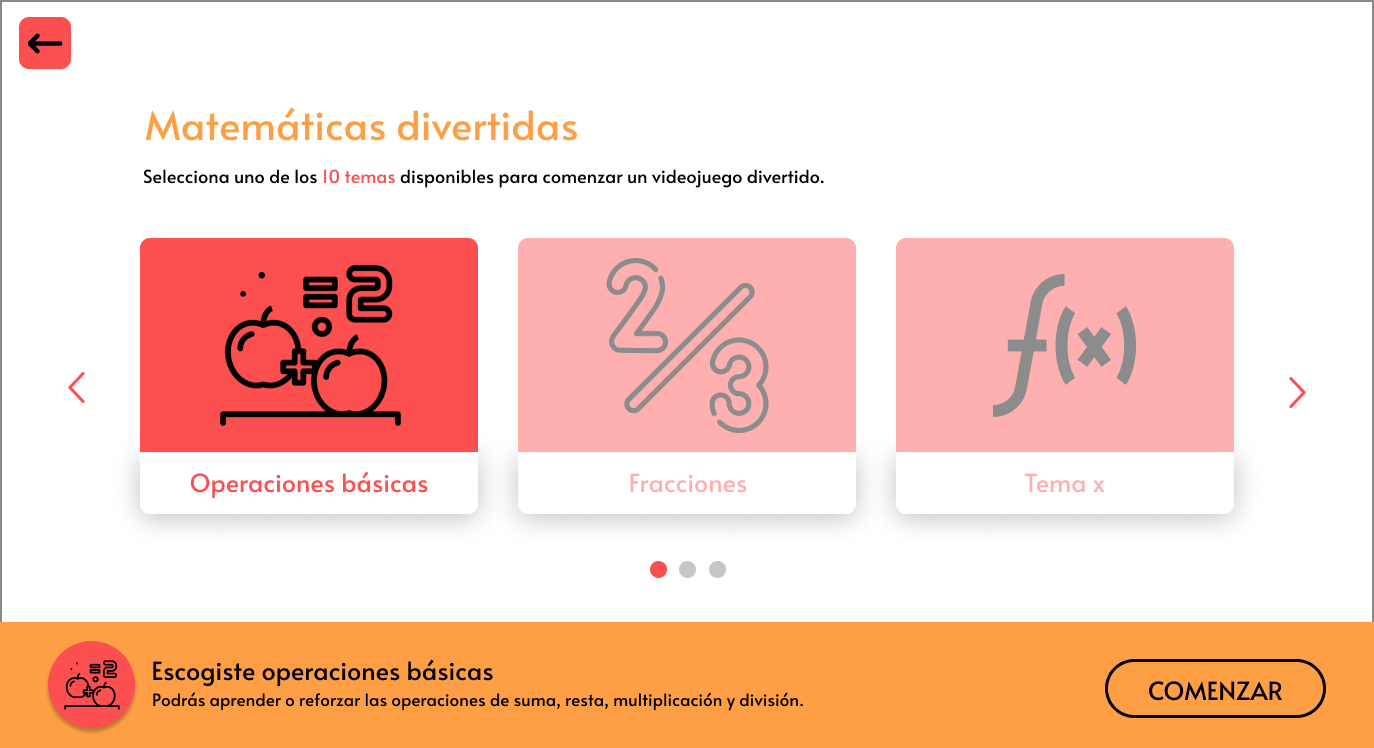 Matemáticas divertidas
Selecciona uno de los 10 temas disponibles para comenzar un videojuego divertido.
=2
+
2/3
f(x)
Operaciones básicas
Fracciones
Tema x
=2
+
Escogiste operaciones básicas
Podrás aprender o reforzar las operaciones de suma, resta, multiplicación y división.
COMENZAR